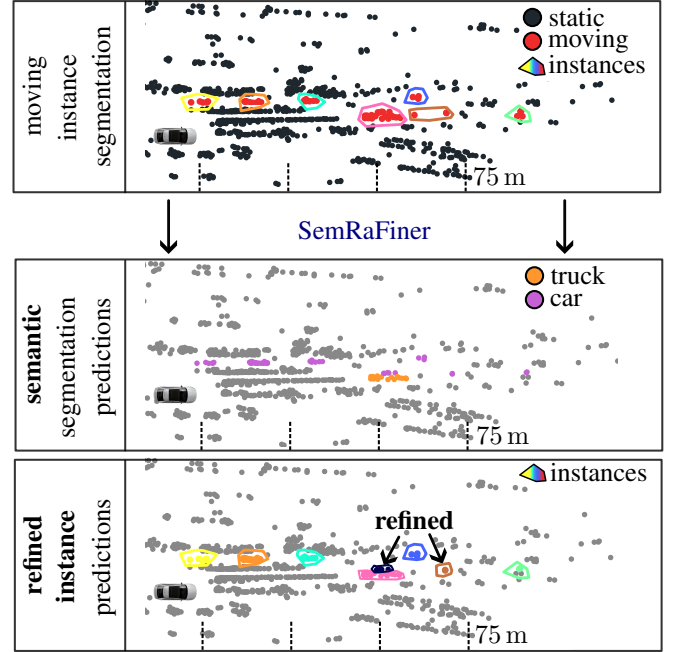 moving
instance
segmentation
static
moving
instances
75 m
SemRaFiner
semantic
segmentation
predictions
truck
car
75 m
refined
instance
predictions
instances
refined
75 m